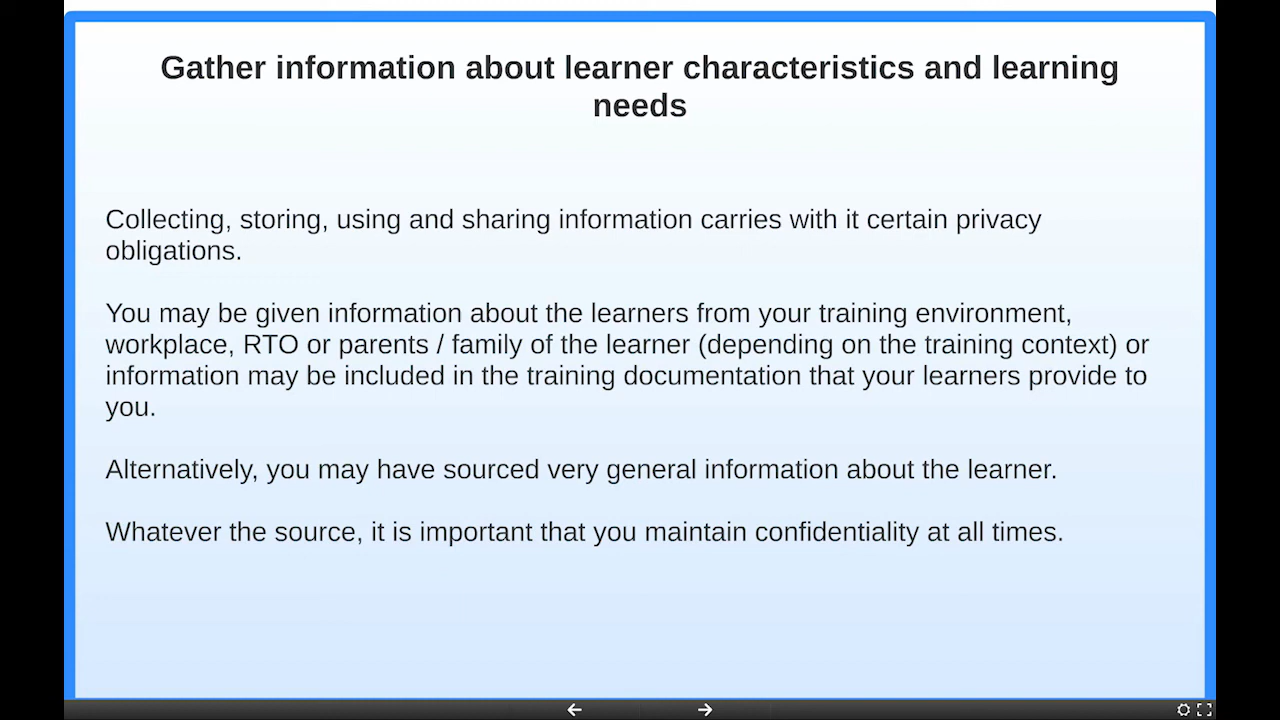 Gather information about learner characteristics and learning
needs
Collecting, storing, using and sharing information carries with it certain privacy
obligations.
You may be given information about the learners from your training environment,
workplace, RTO or parents / family of the learner (depending on the training context) or
information may be included in the training documentation that your learners provide to
you.
Alternatively, you may have sourced very general information about the learner.
Whatever the source, it is important that you maintain confidentiality at all times.